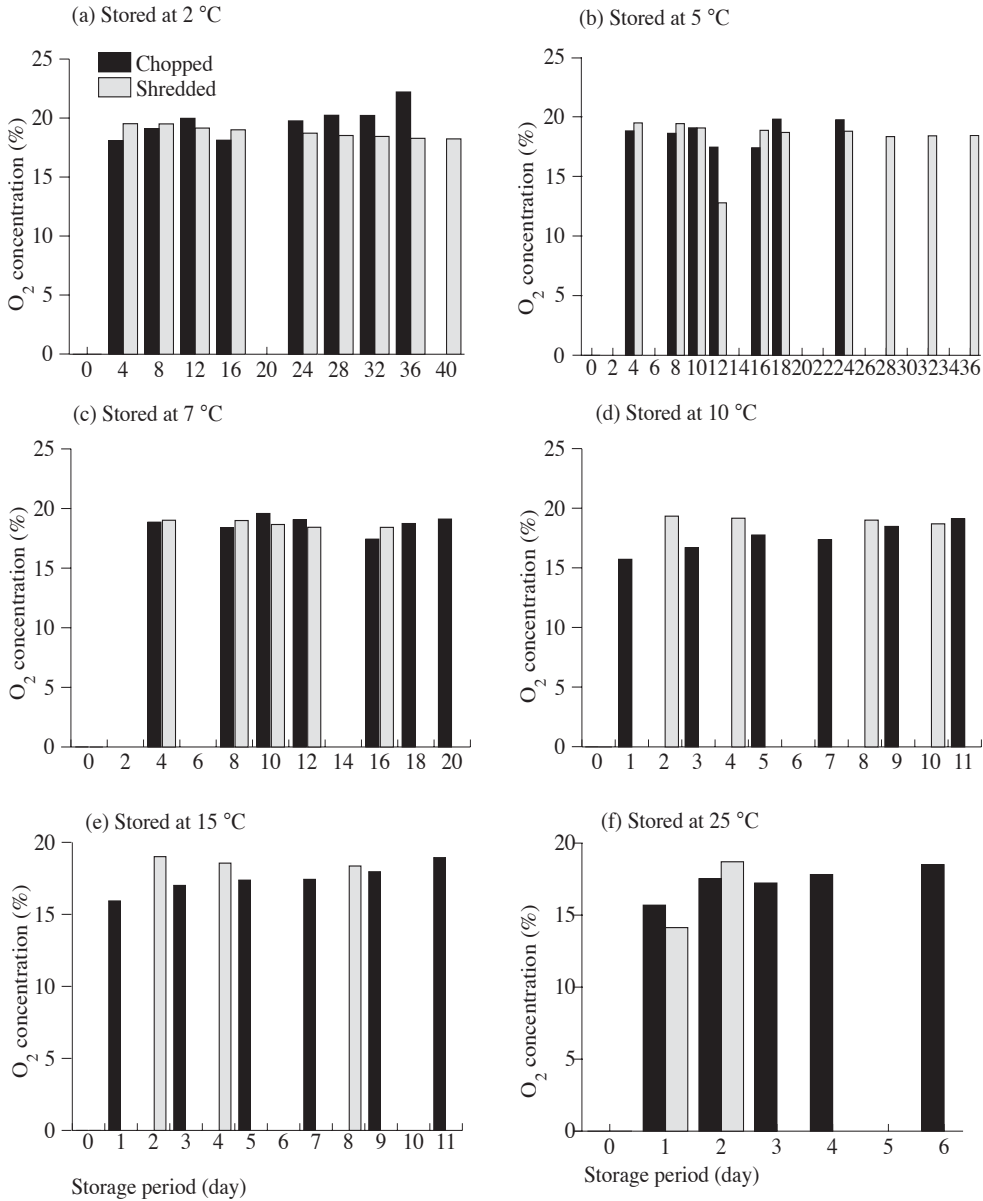 (a) Stored at 2 °C
25
20
15
10
5
0
O2 concentration (%)
Chopped
Shredded
0 4 8 12 16 20 24 28 32 36 40
(b) Stored at 5 °C
25
20
15
10
5
0
O2 concentration (%)
0 2 4 6 8 10 12 14 16 18 20 22 24 26 28 30 32 34 36
(c) Stored at 7 °C
25
20
15
10
5
0
O2 concentration (%)
0 2 4 6 8 10 12 14 16 18 20
(d) Stored at 10 °C
25
20
15
10
5
0
O2 concentration (%)
0 1 2 3 4 5 6 7 8 9 10 11
(e) Stored at 15 °C
20
15
10
5
0
O2 concentration (%)
0 1 2 3 4 5 6 7 8 9 10 11
Storage period (day)
(f) Stored at 25 °C
20
15
10
5
0
O2 concentration (%)
0 1 2 3 4 5 6
Storage period (day)